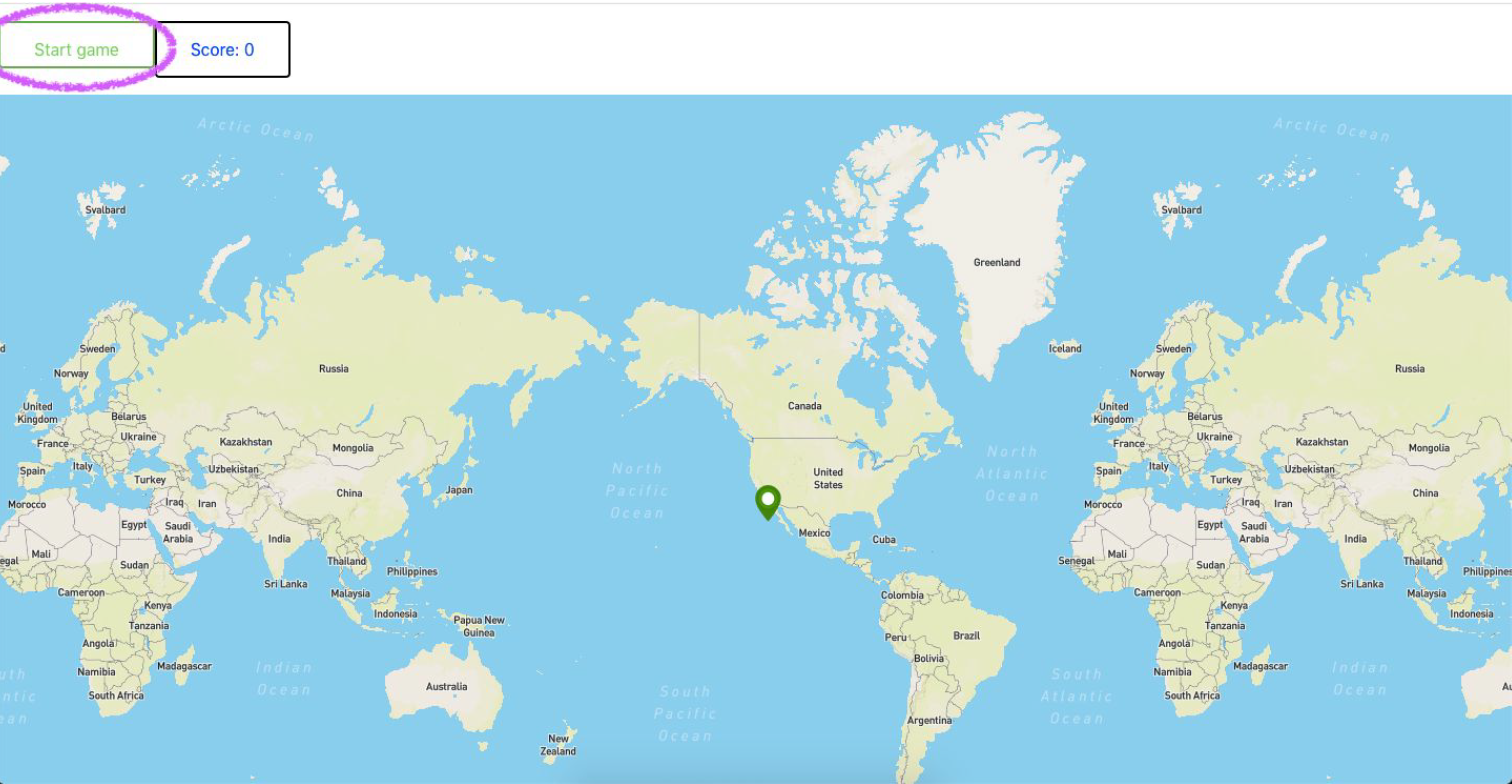 Start game
Score: 0
Arctic Ocean
Arctic Ocean
Svalbard
Svalbard
Greenland
d
Sweden
Iceland
Sweden
Norway
Russia
Norway
Russia
United
Kingdom
Belarus
Canada
United
Kingdom
Belarus
France
Ukraine
Kazakhstan
Mongolia
France
Ukraine
Kazakhstan
Mongolia
Spain
Italy
Uzbekistan
Turkey
North
Pacific
Ocean
United
States
North
Atlantic
Ocean
Spain
Italy
Uzbekistan
Turkey
China
Japan
China
Morocco
Iraq
Iran
Morocco
Iraq
Iran
Egypt
Saudi
Arabia
India
Mexico
Cuba
Egypt
Saudi
Arabia
India
egal
Mali
Sudan
Thailand
Philippines
Senegal
Mali
Sudan
Thailand
Philippines
Sri Lanka
Sri Lanka
Cameroon
Malaysia
Colombia
Cameroon
Malaysia
Kenya
Indonesia
Kenya
Indonesia
Tanzania
Papua New
Guinea
Peru
Brazil
Tanzania
Angola
Bolivia
Angola
Namibia
Madagascar
Indian
Ocean
Namibia
Madagascar
Indian
Ocean
South Africa
Australia
South Africa
Au
uth
ntic
ean
South
Pacific
Ocean
South
Atlantic
Ocean
Argentina
New
Zealand